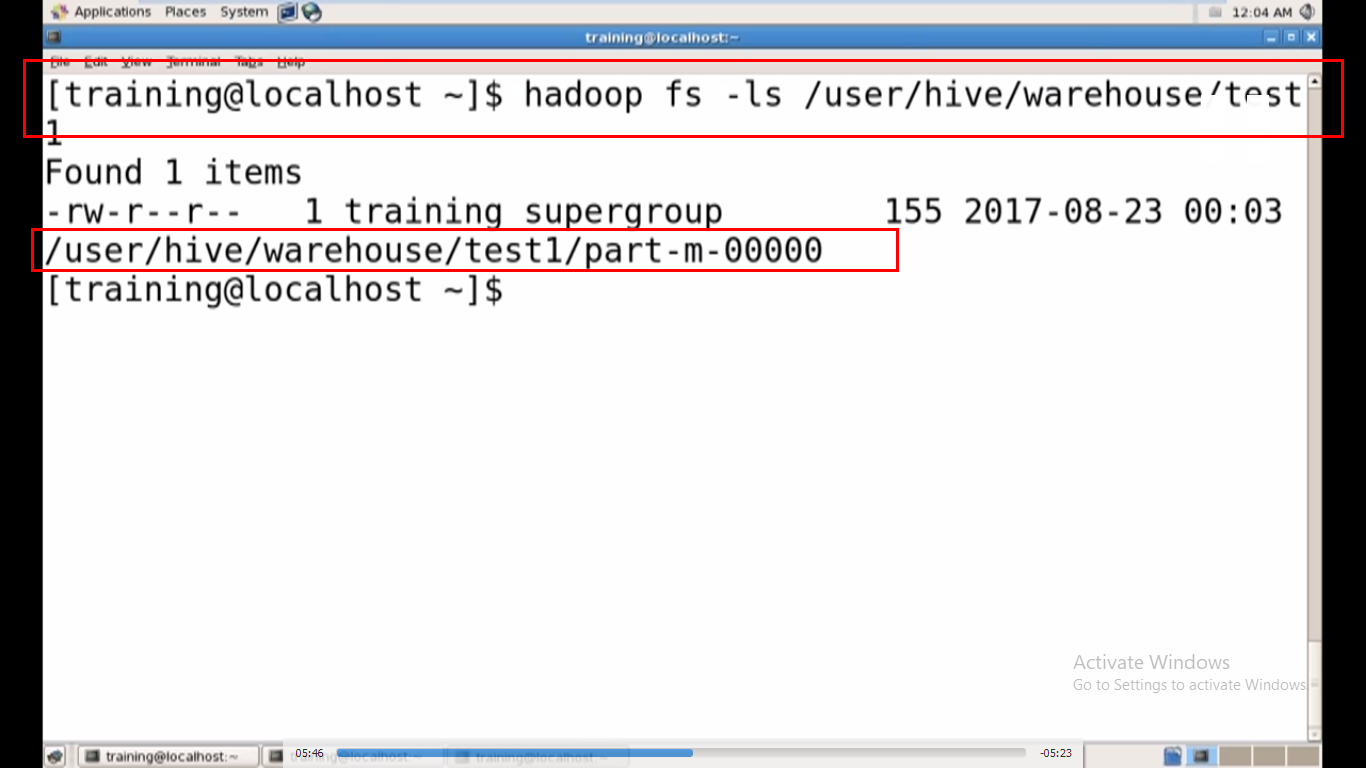 Applications Places System 12:04 AM
training@localhost:~
File Edit View Terminal Tabs Help
[training@localhost ~]$ hadoop fs -ls /user/hive/warehouse/test
1
Found 1 items
-rw-r--r-- 1 training supergroup 155 2017-08-23 00:03
/user/hive/warehouse/test1/part-m-00000
[training@localhost ~]$
Activate Windows
Go to Settings to activate Windows.
training@localhost:~ training@localhost:~ training@localhost:~
05:46 -05:23